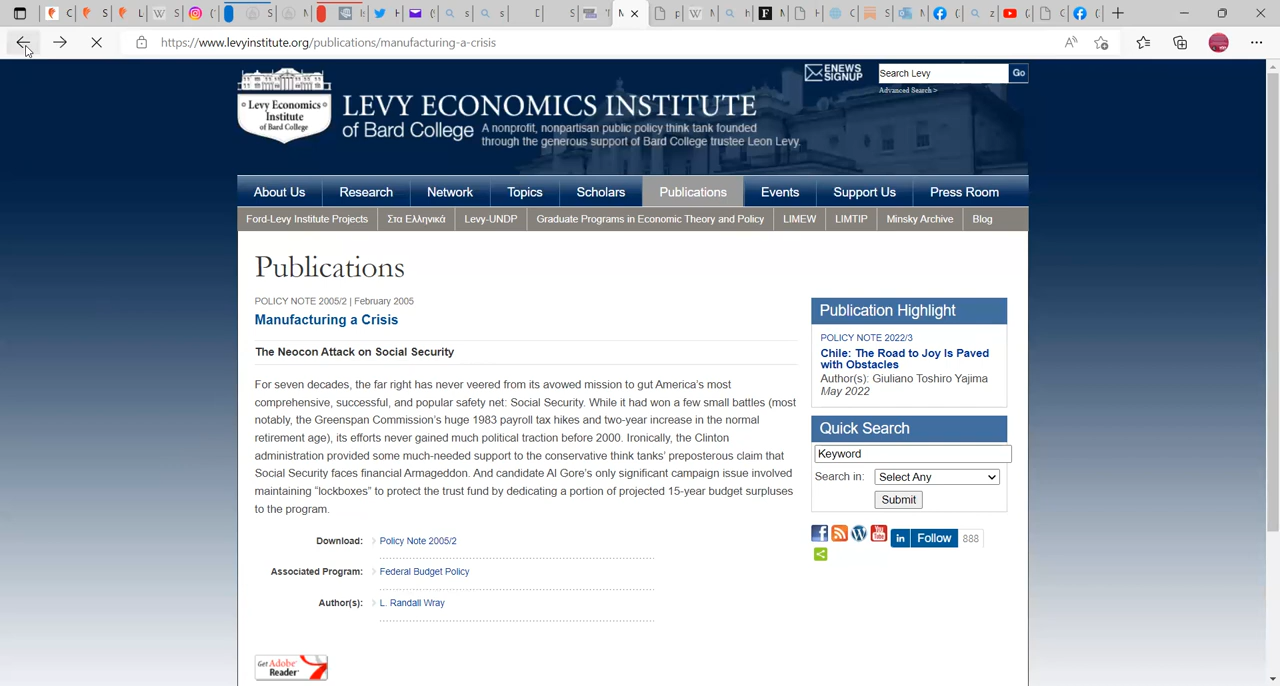 https://www.levyinstitute.org/publications/manufacturing-a-crisis
ENEWS SIGNUP
Search Levy
Go
Advanced Search >
Levy Economics Institute of Bard College
LEVY ECONOMICS INSTITUTE
of Bard College
A nonprofit, nonpartisan public policy think tank founded
through the generous support of Bard College trustee Leon Levy.
About Us Research Network Topics Scholars Publications Events Support Us Press Room
Ford-Levy Institute Projects Στα Ελληνικά Levy-UNDP Graduate Programs in Economic Theory and Policy LIMEW LIMTIP Minsky Archive Blog
Publications
POLICY NOTE 2005/2 | February 2005
Manufacturing a Crisis
The Neocon Attack on Social Security
For seven decades, the far right has never veered from its avowed mission to gut America's most
comprehensive, successful, and popular safety net: Social Security. While it had won a few small battles (most
notably, the Greenspan Commission's huge 1983 payroll tax hikes and two-year increase in the normal
retirement age), its efforts never gained much political traction before 2000. Ironically, the Clinton
administration provided some much-needed support to the conservative think tanks' preposterous claim that
Social Security faces financial Armageddon. And candidate Al Gore's only significant campaign issue involved
maintaining “lockboxes” to protect the trust fund by dedicating a portion of projected 15-year budget surpluses
to the program.
Download: Policy Note 2005/2
Associated Program: Federal Budget Policy
Author(s): L. Randall Wray
Get Adobe Reader
Publication Highlight
POLICY NOTE 2022/3
Chile: The Road to Joy Is Paved
with Obstacles
Author(s): Giuliano Toshiro Yajima
May 2022
Quick Search
Keyword
Search in: Select Any
Submit
in Follow 888